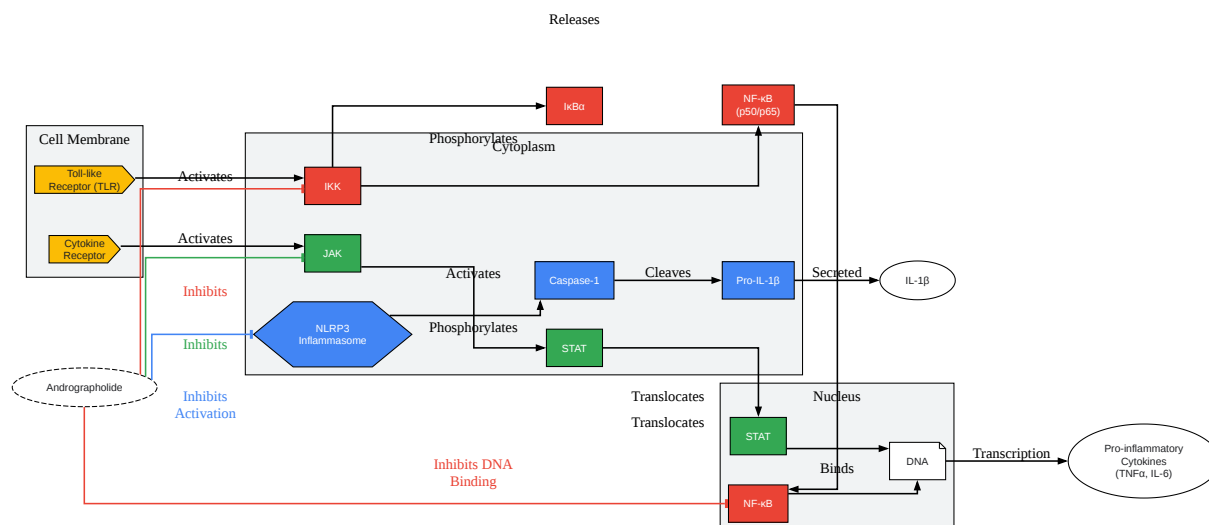 Releases
IκBα
NF-κB
(p50/p65)
Cell Membrane
Phosphorylates
Cytoplasm
Toll-like
Receptor (TLR)
Activates
IKK
Cytokine
Receptor
Activates
JAK
Activates
Caspase-1
Cleaves
Pro-IL-1β
Secreted
IL-1β
Inhibits
NLRP3
Inflammasome
Phosphorylates
Inhibits
STAT
Andrographolide
Inhibits
Activation
Translocates
Translocates
Nucleus
STAT
Inhibits DNA
Binding
Binds
DNA
Transcription
Pro-inflammatory
Cytokines
(TNFα, IL-6)
NF-κB